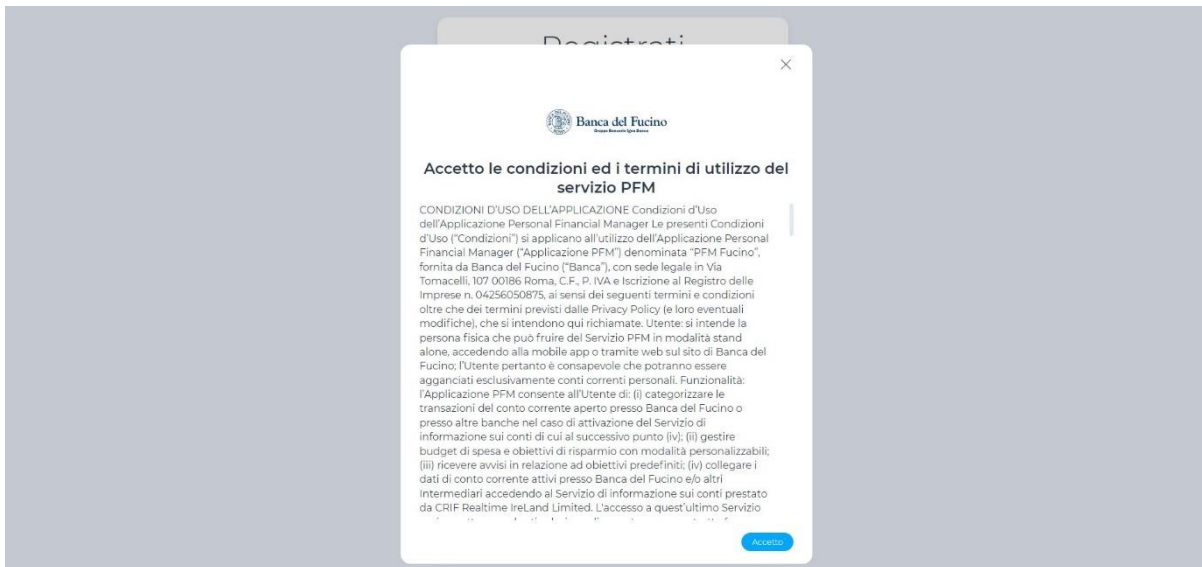 Registrati
Banca del Fucino
Gruppo Bancario Igea Banca
Accetto le condizioni ed i termini di utilizzo del
servizio PFM
CONDIZIONI D'USO DELL'APPLICAZIONE Condizioni d'Uso
dell'Applicazione Personal Financial Manager Le presenti Condizioni
d'Uso ("Condizioni") si applicano all'utilizzo dell'Applicazione Personal
Financial Manager ("Applicazione PFM") denominata "PFM Fucino",
fornita da Banca del Fucino ("Banca"), con sede legale in Via
Tomacelli, 107 00186 Roma, C.F., P. IVA e Iscrizione al Registro delle
Imprese n. 04256050875, ai sensi dei seguenti termini e condizioni
oltre che dei termini previsti dalle Privacy Policy (e loro eventuali
modifiche), che si intendono qui richiamate. Utente: si intende la
persona fisica che può fruire del Servizio PFM in modalità stand
alone, accedendo alla mobile app o tramite web sul sito di Banca del
Fucino; l'Utente pertanto è consapevole che potranno essere
agganciati esclusivamente conti correnti personali. Funzionalità:
l'Applicazione PFM consente all'Utente di: (i) categorizzare le
transazioni del conto corrente aperto presso Banca del Fucino o
presso altre banche nel caso di attivazione del Servizio di
informazione sui conti di cui al successivo punto (iv); (ii) gestire
budget di spesa e obiettivi di risparmio con modalità personalizzabili;
(iii) ricevere avvisi in relazione ad obiettivi predefiniti; (iv) collegare i
dati di conto corrente attivi presso Banca del Fucino e/o altri
Intermediari accedendo al Servizio di informazione sui conti prestato
da CRIF Realtime IreLand Limited. L'accesso a quest'ultimo Servizio
Accetto